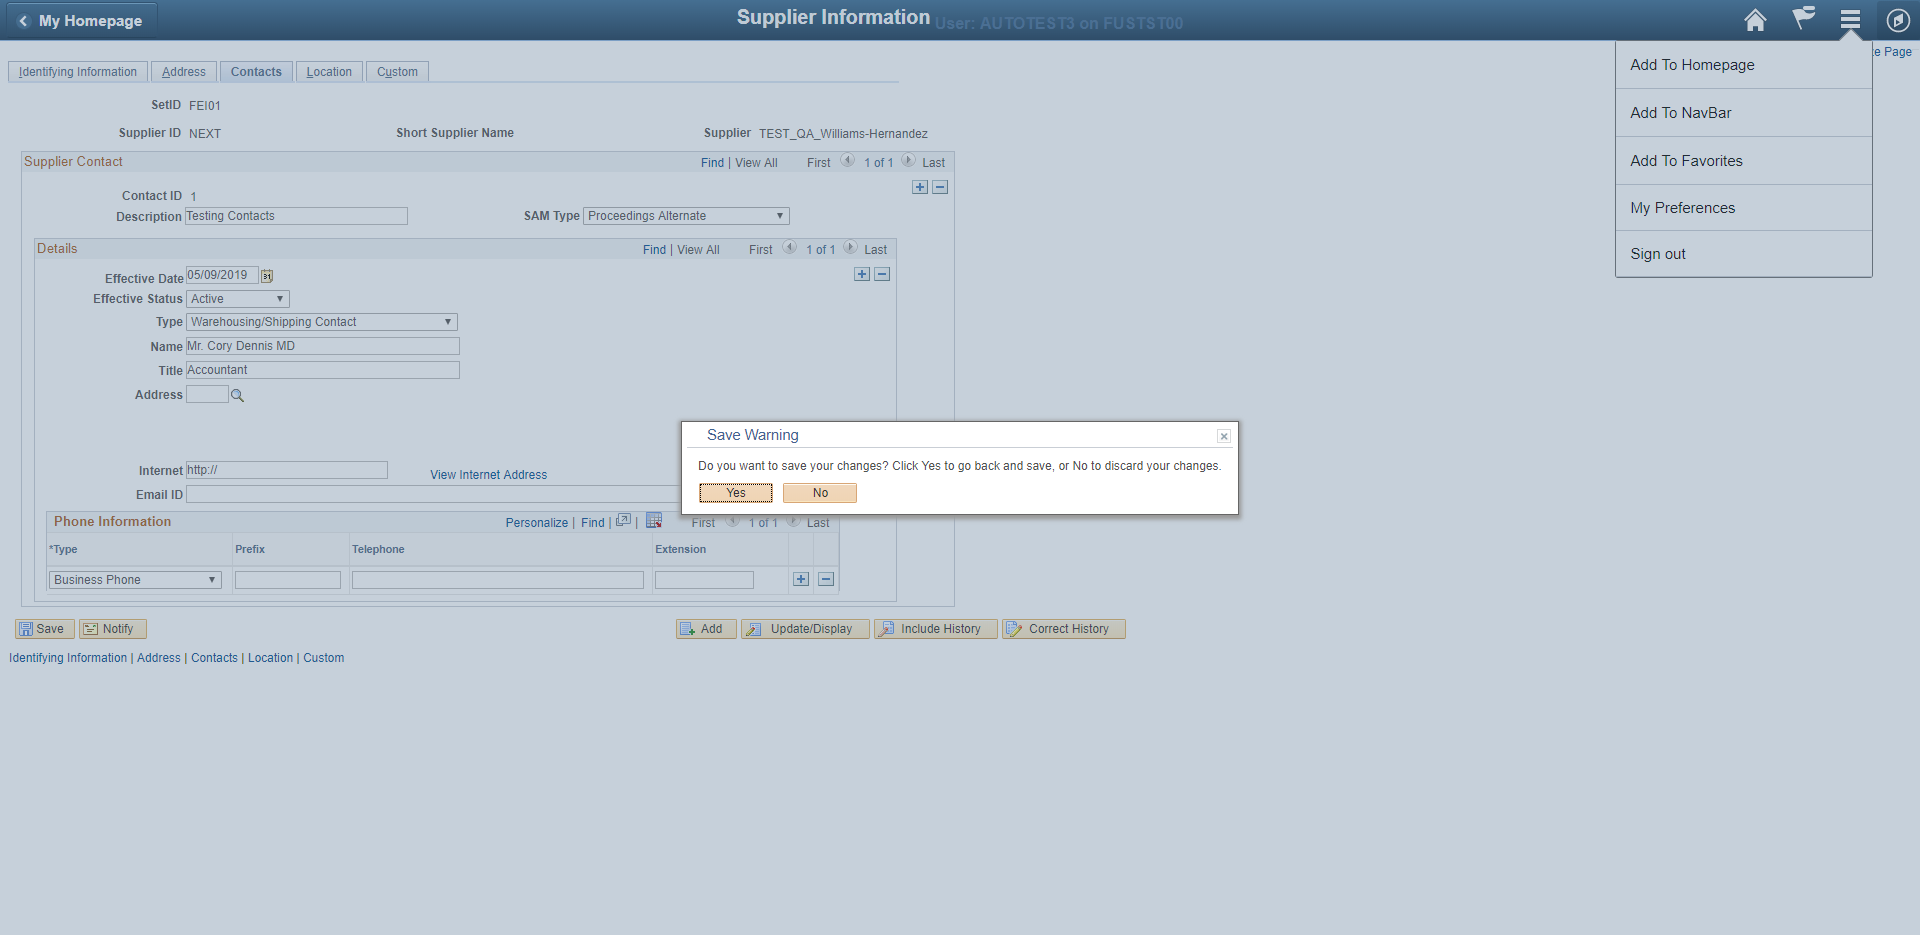 My Homepage
Supplier Information
User: AUTOTEST3 on FUSTST00
e Page
Add To Homepage
Add To NavBar
Add To Favorites
My Preferences
Sign out
Identifying Information
Address
Contacts
Location
Custom
SetID FEI01
Supplier ID NEXT Short Supplier Name Supplier TEST_QA_Williams-Hernandez
Supplier Contact Find | View All First 1 of 1 Last
Contact ID 1
Description Testing Contacts SAM Type Proceedings Alternate
Details Find | View All First 1 of 1 Last
Effective Date 05/09/2019 31
Effective Status Active
Type Warehousing/Shipping Contact
Name Mr. Cory Dennis MD
Title Accountant
Address
Save Warning
Do you want to save your changes? Click Yes to go back and save, or No to discard your changes.
Yes No
Internet http:// View Internet Address
Email ID
Phone Information Personalize | Find | | First 1 of 1 Last
*Type Prefix Telephone Extension
Business Phone
Save Notify Add Update/Display Include History Correct History
Identifying Information | Address | Contacts | Location | Custom